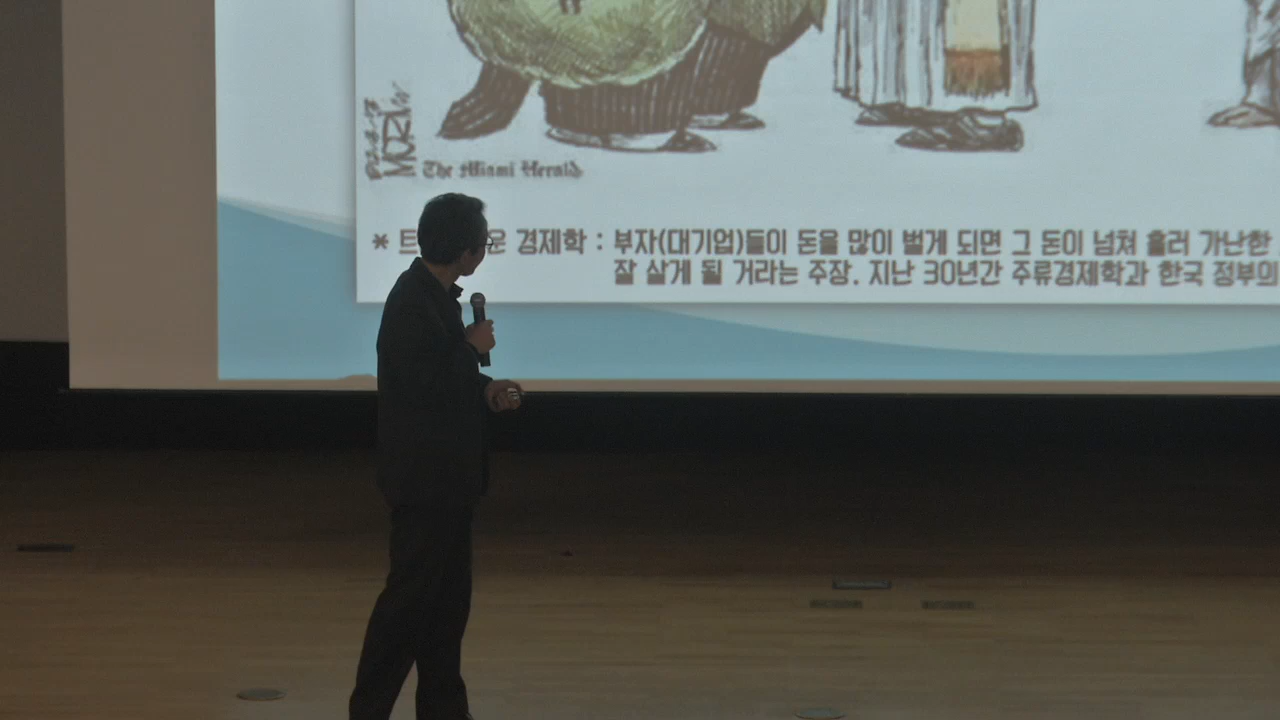 MORIN
The Miami Herald
* 트 운 경제학 : 부자(대기업)들이 돈을 많이 벌게 되면 그 돈이 넘쳐 흘러 가난한
잘 살게 될 거라는 주장. 지난 30년간 주류경제학과 한국 정부의